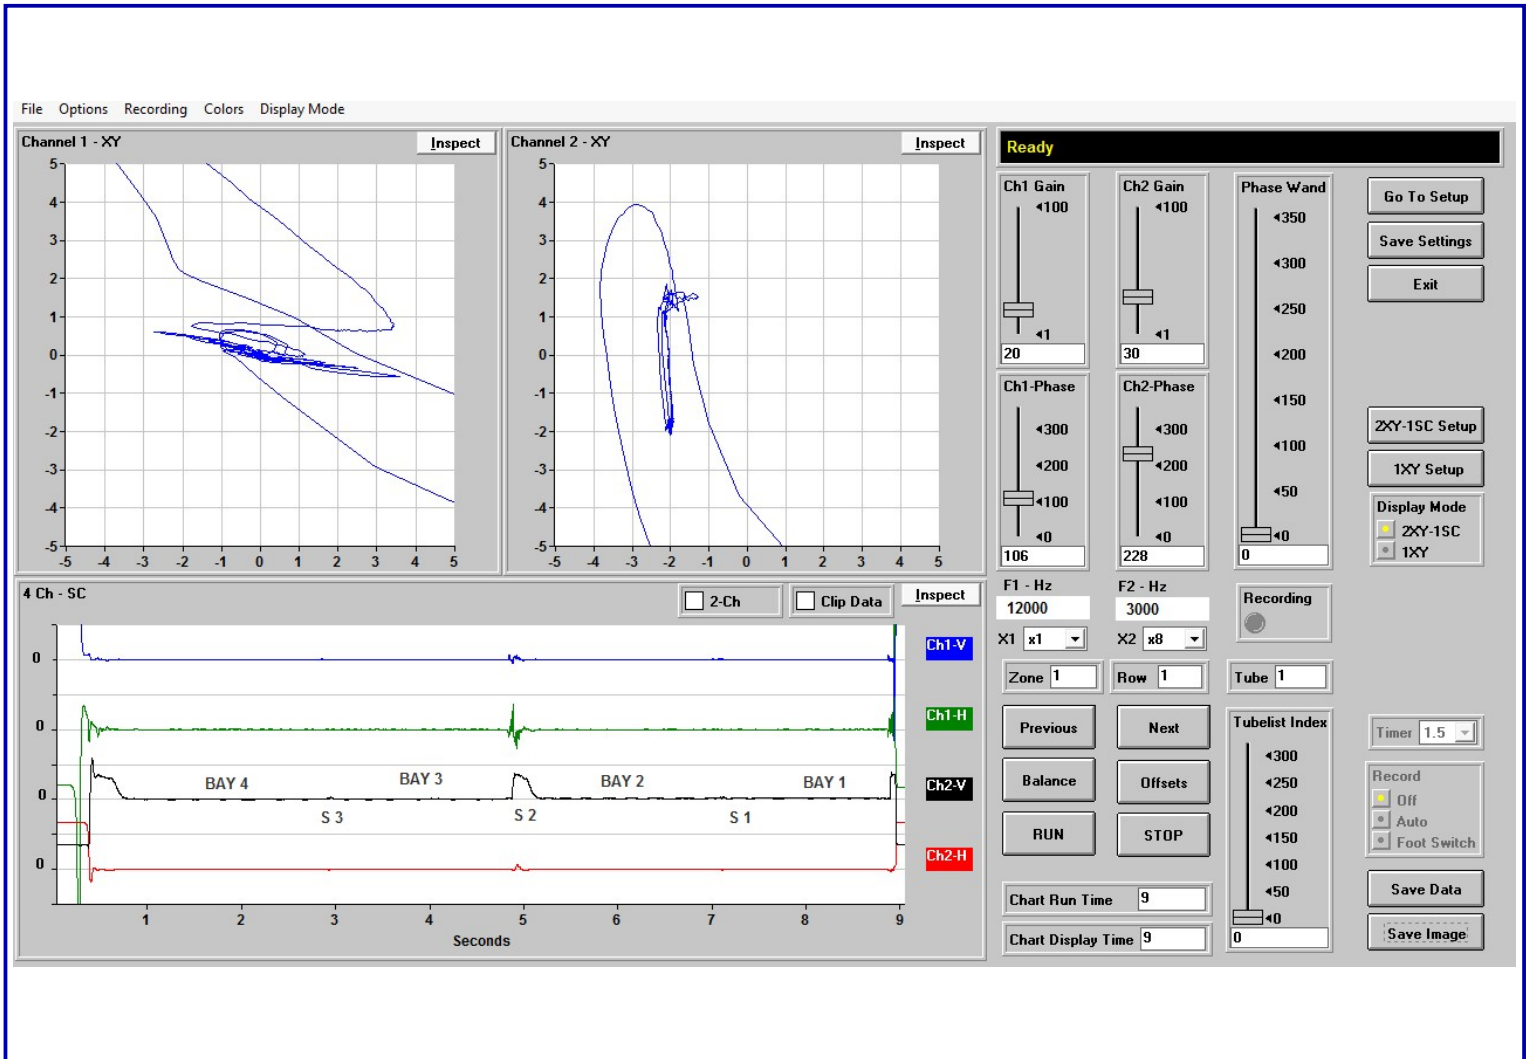 File Options Recording Colors Display Mode
Channel 1 - XY
Inspect
5
4
3
2
1
0
-1
-2
-3
-4
-5
-5 -4 -3 -2 -1 0 1 2 3 4 5
Channel 2 - XY
Inspect
5
4
3
2
1
0
-1
-2
-3
-4
-5
-5 -4 -3 -2 -1 0 1 2 3 4 5
4 Ch - SC
2-Ch
Clip Data
Inspect
0
Ch1-V
0
Ch1-H
0
BAY 4 BAY 3 BAY 2 BAY 1
Ch2-V
S 3 S 2 S 1
0
Ch2-H
1 2 3 4 5 6 7 8 9
Seconds
Ready
Ch1 Gain
100
1
20
Ch2 Gain
100
1
30
Phase Wand
350
300
250
200
150
100
50
0
0
Ch1-Phase
300
200
100
0
106
Ch2-Phase
300
200
100
0
228
Go To Setup
Save Settings
Exit
2XY-1SC Setup
1XY Setup
Display Mode
2XY-1SC
1XY
F1 - Hz
12000
F2 - Hz
3000
Recording
X1 x1
X2 x8
Zone 1
Row 1
Tube 1
Previous
Next
Balance
Offsets
RUN
STOP
Tubelist Index
300
250
200
150
100
50
0
0
Timer 1.5
Record
Off
Auto
Foot Switch
Chart Run Time 9
Chart Display Time 9
Save Data
Save Image